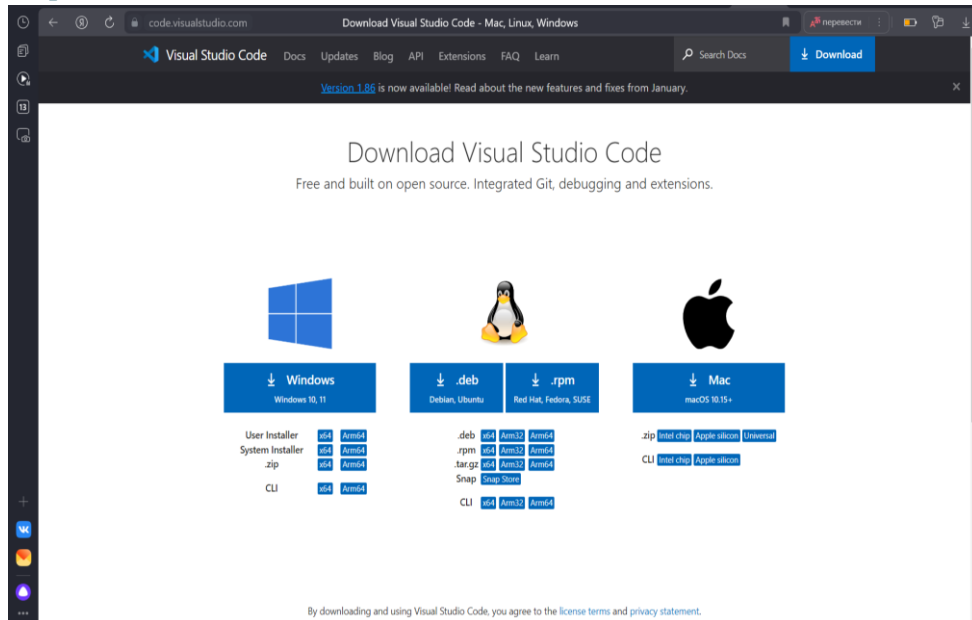 code.visualstudio.com Download Visual Studio Code - Mac, Linux, Windows перевести
Visual Studio Code Docs Updates Blog API Extensions FAQ Learn Search Docs Download
Version 1.86 is now available! Read about the new features and fixes from January.
13
Download Visual Studio Code
Free and built on open source. Integrated Git, debugging and extensions.
Windows
Windows 10, 11
User Installer x64 Arm64
System Installer x64 Arm64
.zip x64 Arm64
CLI x64 Arm64
.deb
Debian, Ubuntu
.rpm
Red Hat, Fedora, SUSE
.deb x64 Arm32 Arm64
.rpm x64 Arm32 Arm64
.tar.gz x64 Arm32 Arm64
Snap Snap Store
CLI x64 Arm32 Arm64
Mac
macOS 10.15+
.zip Intel chip Apple silicon Universal
CLI Intel chip Apple silicon
By downloading and using Visual Studio Code, you agree to the license terms and privacy statement.